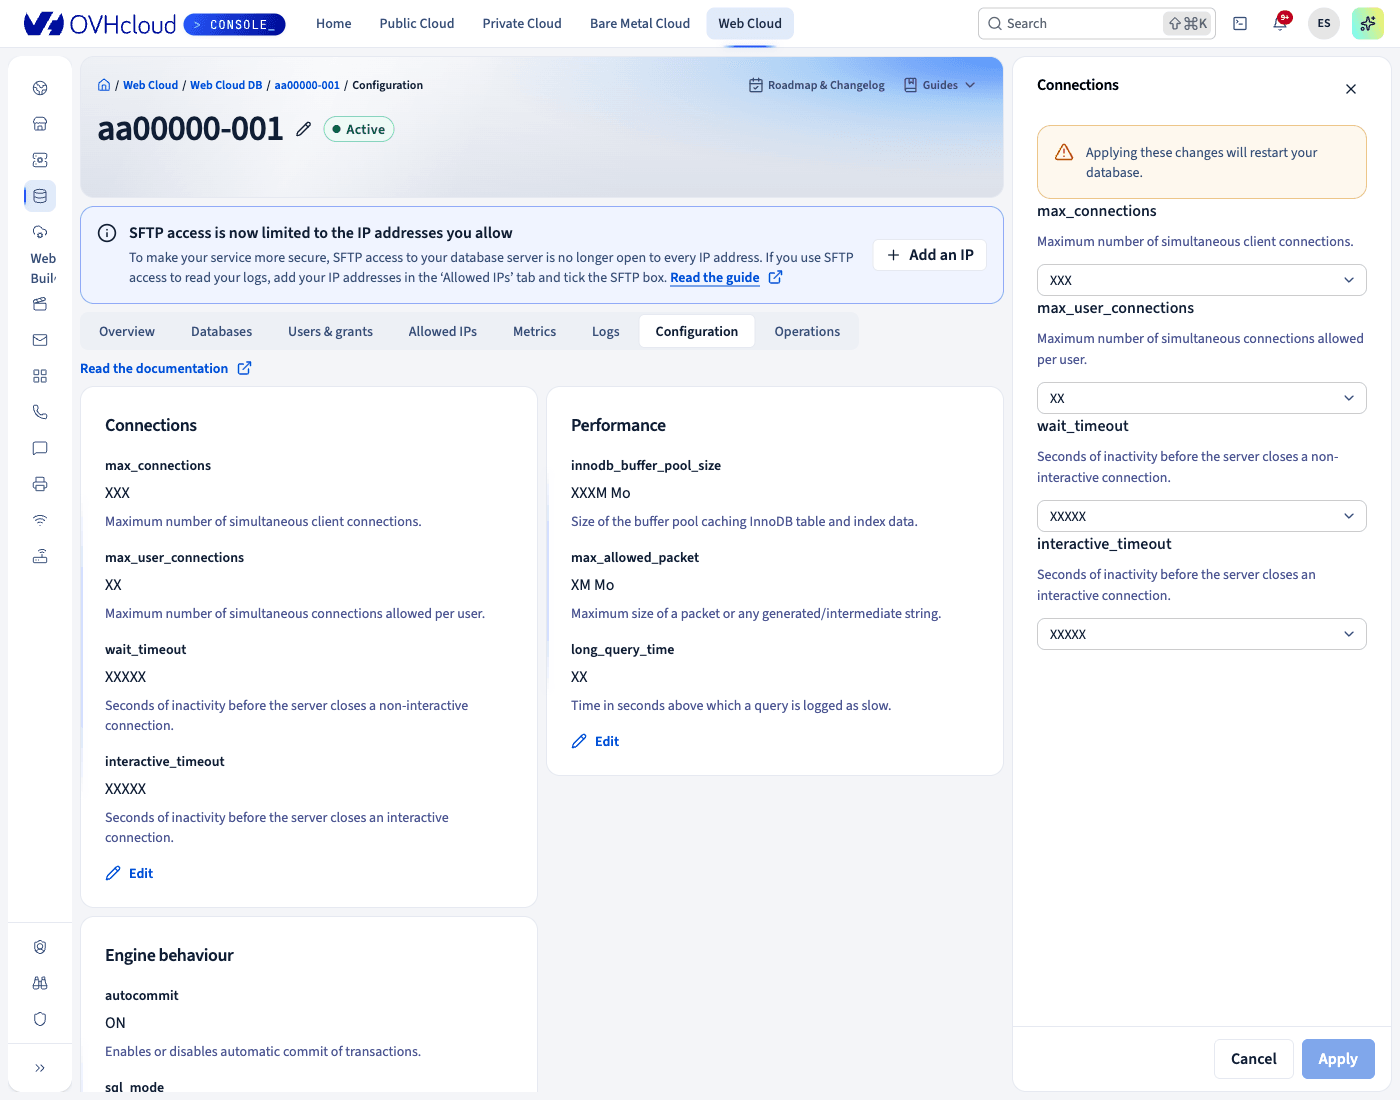 OVHcloud > CONSOLE_
Home
Public Cloud
Private Cloud
Bare Metal Cloud
Web Cloud
Search
⇧⌘K
9+
ES
Web
Buil
/ Web Cloud / Web Cloud DB / aa00000-001 / Configuration
Roadmap & Changelog
Guides
aa00000-001
Active
SFTP access is now limited to the IP addresses you allow
To make your service more secure, SFTP access to your database server is no longer open to every IP address. If you use SFTP
access to read your logs, add your IP addresses in the ‘Allowed IPs’ tab and tick the SFTP box. Read the guide
Add an IP
Overview
Databases
Users & grants
Allowed IPs
Metrics
Logs
Configuration
Operations
Read the documentation
Connections
max_connections
XXX
Maximum number of simultaneous client connections.
max_user_connections
XX
Maximum number of simultaneous connections allowed per user.
wait_timeout
XXXXX
Seconds of inactivity before the server closes a non-interactive
connection.
interactive_timeout
XXXXX
Seconds of inactivity before the server closes an interactive
connection.
Edit
Performance
innodb_buffer_pool_size
XXXM Mo
Size of the buffer pool caching InnoDB table and index data.
max_allowed_packet
XM Mo
Maximum size of a packet or any generated/intermediate string.
long_query_time
XX
Time in seconds above which a query is logged as slow.
Edit
Engine behaviour
autocommit
ON
Enables or disables automatic commit of transactions.
sql_mode
Connections
Applying these changes will restart your
database.
max_connections
Maximum number of simultaneous client connections.
XXX
max_user_connections
Maximum number of simultaneous connections allowed
per user.
XX
wait_timeout
Seconds of inactivity before the server closes a non-
interactive connection.
XXXXX
interactive_timeout
Seconds of inactivity before the server closes an
interactive connection.
XXXXX
Cancel
Apply